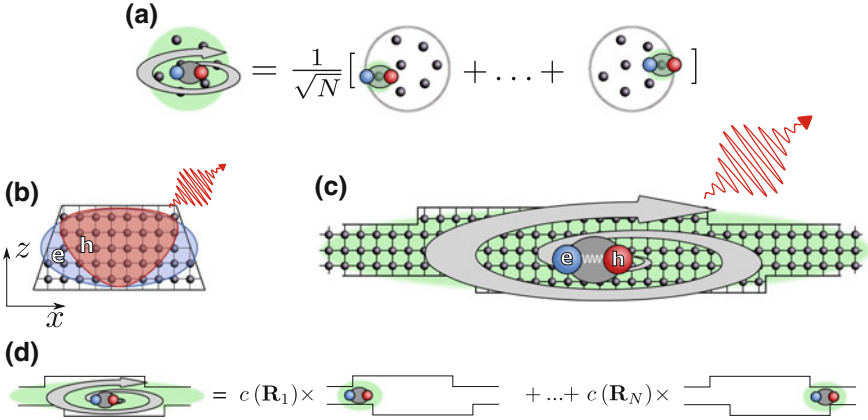 (a)
= 1/√N [ + ... + ]
(b)
e h
z
x
(c)
e h
(d)
= c (R₁)× + ...+ c (R_N)×